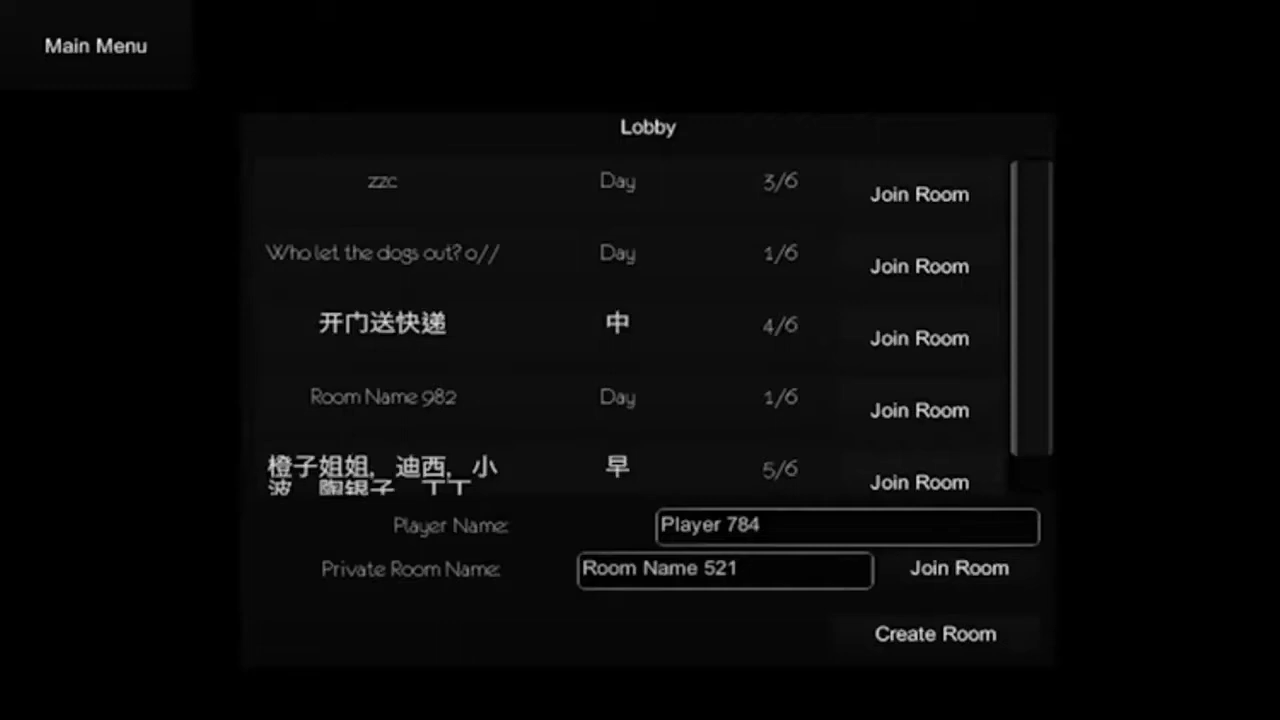 Main Menu
Lobby
zzc Day 3/6 Join Room
Who let the dogs out? o// Day 1/6 Join Room
开门送快递 中 4/6 Join Room
Room Name 982 Day 1/6 Join Room
橙子姐姐, 迪西, 小 早 5/6 Join Room
Player Name: Player 784
Private Room Name: Room Name 521 Join Room
Create Room